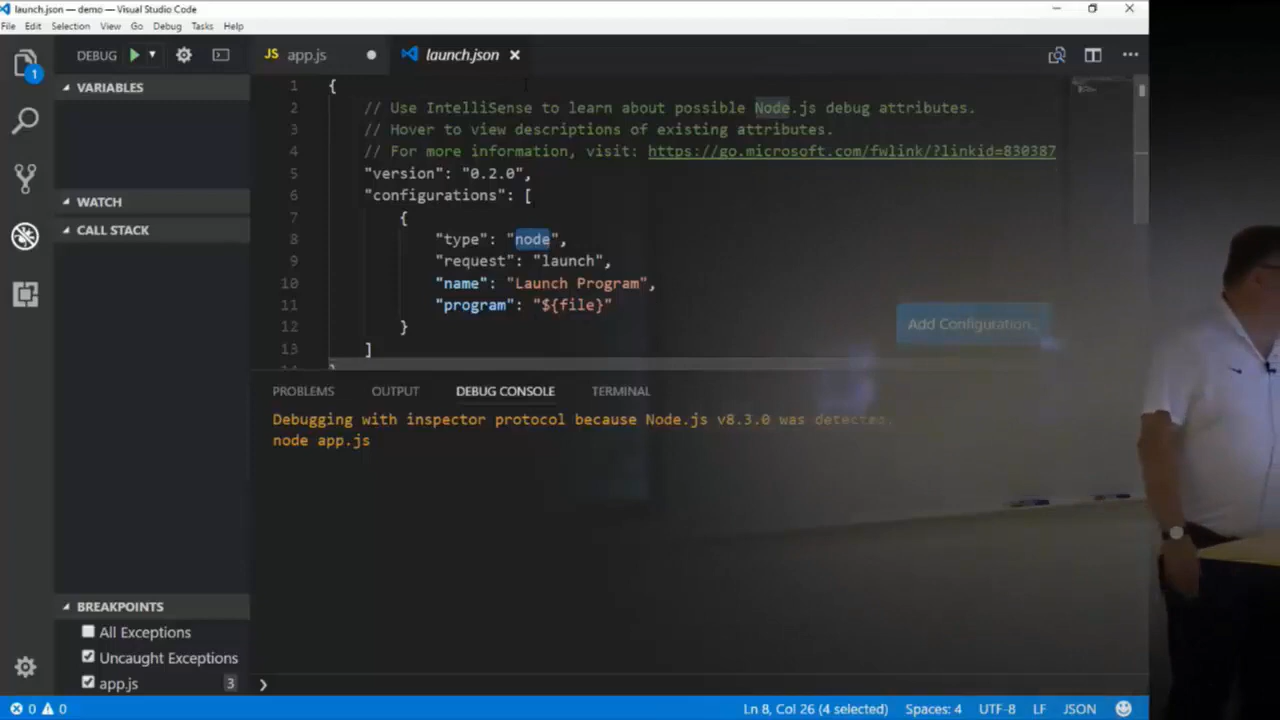 launch.json — demo — Visual Studio Code
File Edit Selection View Go Debug Tasks Help
DEBUG
JS app.js
launch.json
1
VARIABLES
WATCH
CALL STACK
1 {
2 // Use IntelliSense to learn about possible Node.js debug attributes.
3 // Hover to view descriptions of existing attributes.
4 // For more information, visit: https://go.microsoft.com/fwlink/?linkid=830387
5 "version": "0.2.0",
6 "configurations": [
7 {
8 "type": "node",
9 "request": "launch",
10 "name": "Launch Program",
11 "program": "${file}"
12 }
13 ]
Add Configuration...
PROBLEMS OUTPUT DEBUG CONSOLE TERMINAL
Debugging with inspector protocol because Node.js v8.3.0 was detected.
node app.js
BREAKPOINTS
All Exceptions
Uncaught Exceptions
app.js 3
0 0 Ln 8, Col 26 (4 selected) Spaces: 4 UTF-8 LF JSON